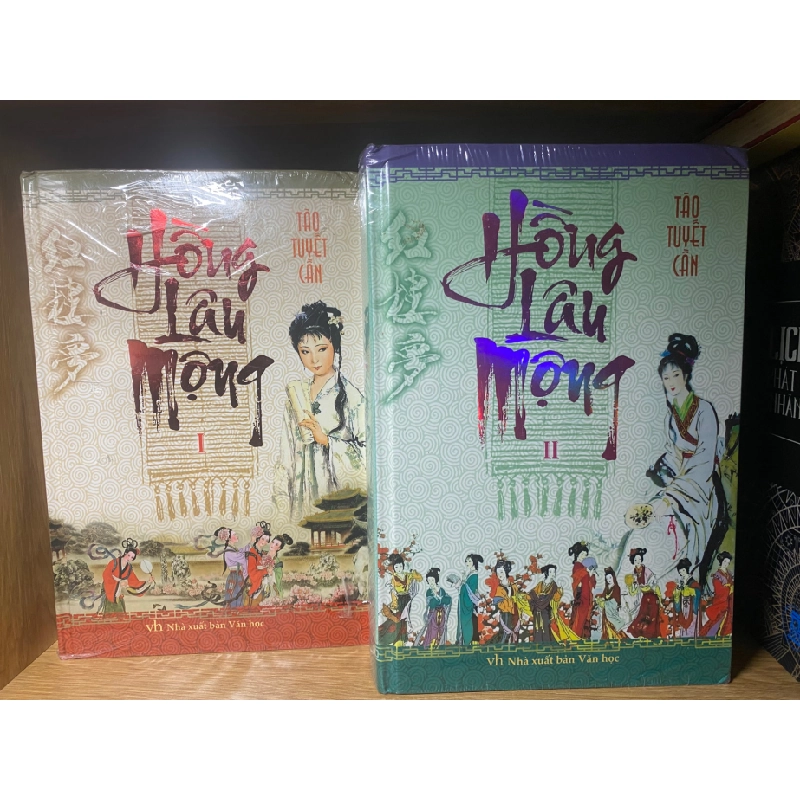 紅樓夢
TÀO
TUYẾT
CẦN
Hồng
Lâu
Mộng
I
vh Nhà xuất bản Văn học
紅樓夢
TÀO
TUYẾT
CẦN
Hồng
Lâu
Mộng
II
vh Nhà xuất bản Văn học